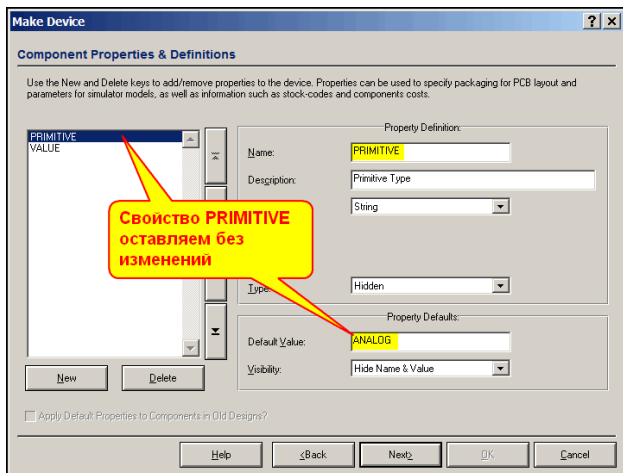 Make Device
Component Properties & Definitions
Use the New and Delete keys to add/remove properties to the device. Properties can be used to specify packaging for PCB layout and
parameters for simulator models, as well as information such as stock-codes and components costs.
PRIMITIVE
VALUE
New
Delete
Property Definition:
Name:
PRIMITIVE
Description:
Primitive Type
String
Свойство PRIMITIVE
оставляем без
изменений
Type:
Hidden
Property Defaults:
Default Value:
ANALOG
Visibility:
Hide Name & Value
Apply Default Properties to Components in Old Designs?
Help
<Back
Next>
OK
Cancel